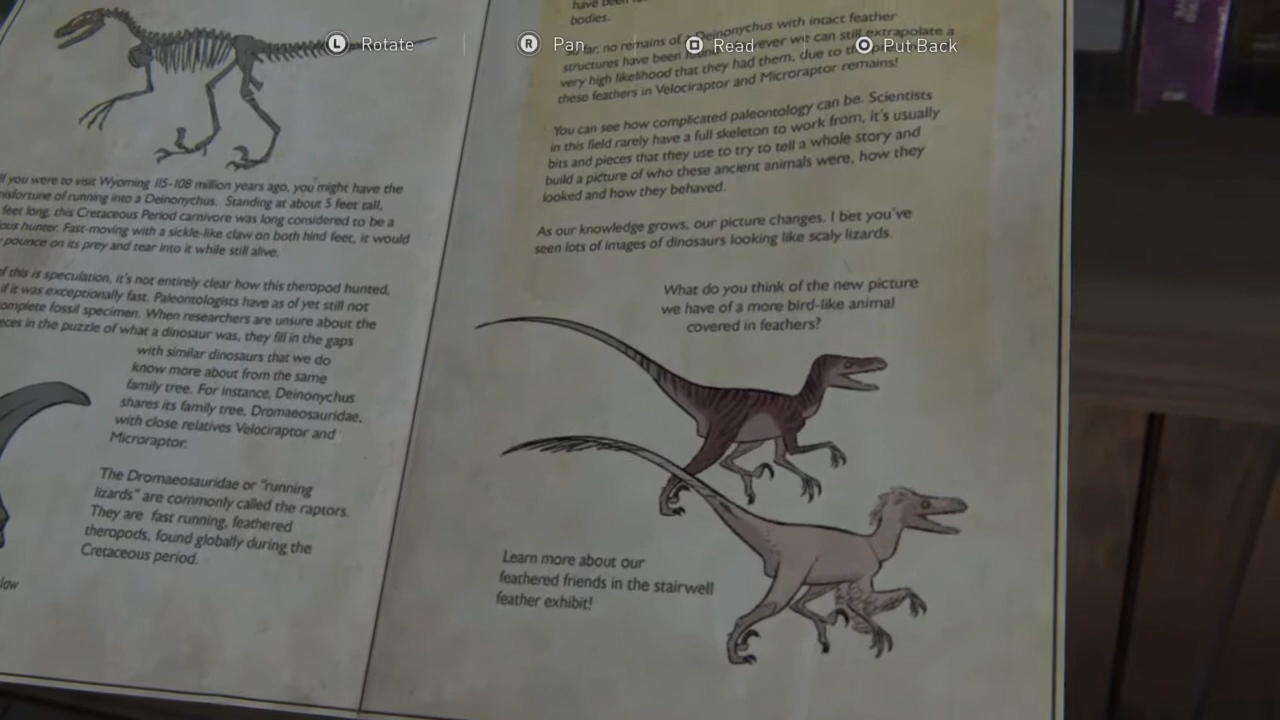 L Rotate
R Pan
Read
Put Back
If you were to visit Wyoming 115-108 million years ago, you might have the
misfortune of running into a Deinonychus. Standing at about 5 feet tall,
feet long, this Cretaceous Period carnivore was long considered to be a
hunter. Fast-moving with a sickle-like claw on both hind feet, it would
pounce on its prey and tear into it while still alive.
of this is speculation, it's not entirely clear how this theropod hunted,
if it was exceptionally fast. Paleontologists have as of yet still not
complete fossil specimen. When researchers are unsure about the
pieces in the puzzle of what a dinosaur was, they fill in the gaps
with similar dinosaurs that we do
know more about from the same
family tree. For instance, Deinonychus
shares its family tree, Dromaeosauridae,
with close relatives Velociraptor and
Microraptor.
The Dromaeosauridae or "running
lizards" are commonly called the raptors.
They are fast running, feathered
theropods, found globally during the
Cretaceous period.
have been
bodies.
So far, no remains of a Deinonychus with intact feather
structures have been however we can still extrapolate a
very high likelihood that they had them, due to
these feathers in Velociraptor and Microraptor remains!
You can see how complicated paleontology can be. Scientists
in this field rarely have a full skeleton to work from, it's usually
bits and pieces that they use to try to tell a whole story and
build a picture of who these ancient animals were, how they
looked and how they behaved.
As our knowledge grows, our picture changes. I bet you've
seen lots of images of dinosaurs looking like scaly lizards.
What do you think of the new picture
we have of a more bird-like animal
covered in feathers?
Learn more about our
feathered friends in the stairwell
feather exhibit!